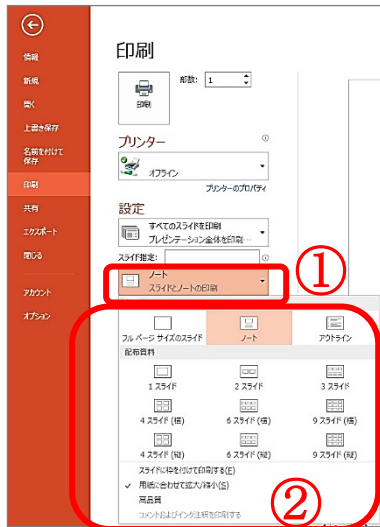 情報
新規
開く
上書き保存
名前を付けて
保存
印刷
共有
エクスポート
閉じる
アカウント
オプション
印刷
部数: 1
印刷
プリンター
オフライン
プリンターのプロパティ
設定
すべてのスライドを印刷
プレゼンテーション全体を印刷…
スライド指定:
ノート
スライドとノートの印刷
①
フル ページ サイズのスライド ノート アウトライン
配布資料
1 スライド 2 スライド 3 スライド
4 スライド (横) 6 スライド (横) 9 スライド (横)
4 スライド (縦) 6 スライド (縦) 9 スライド (縦)
スライドに枠を付けて印刷する(F)
用紙に合わせて拡大/縮小(S)
高品質
コメントおよびインク注釈を印刷する
②